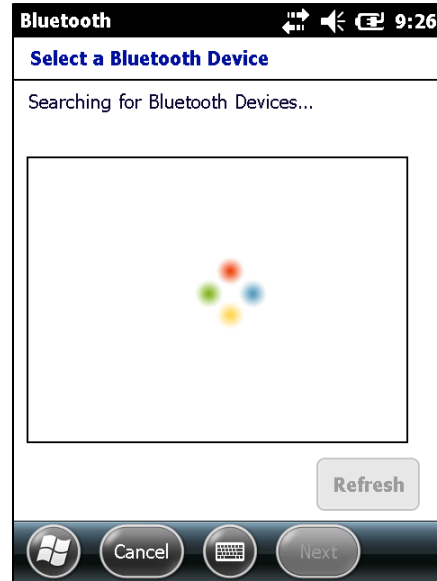 Bluetooth 9:26
Select a Bluetooth Device
Searching for Bluetooth Devices...
Refresh
Cancel Next